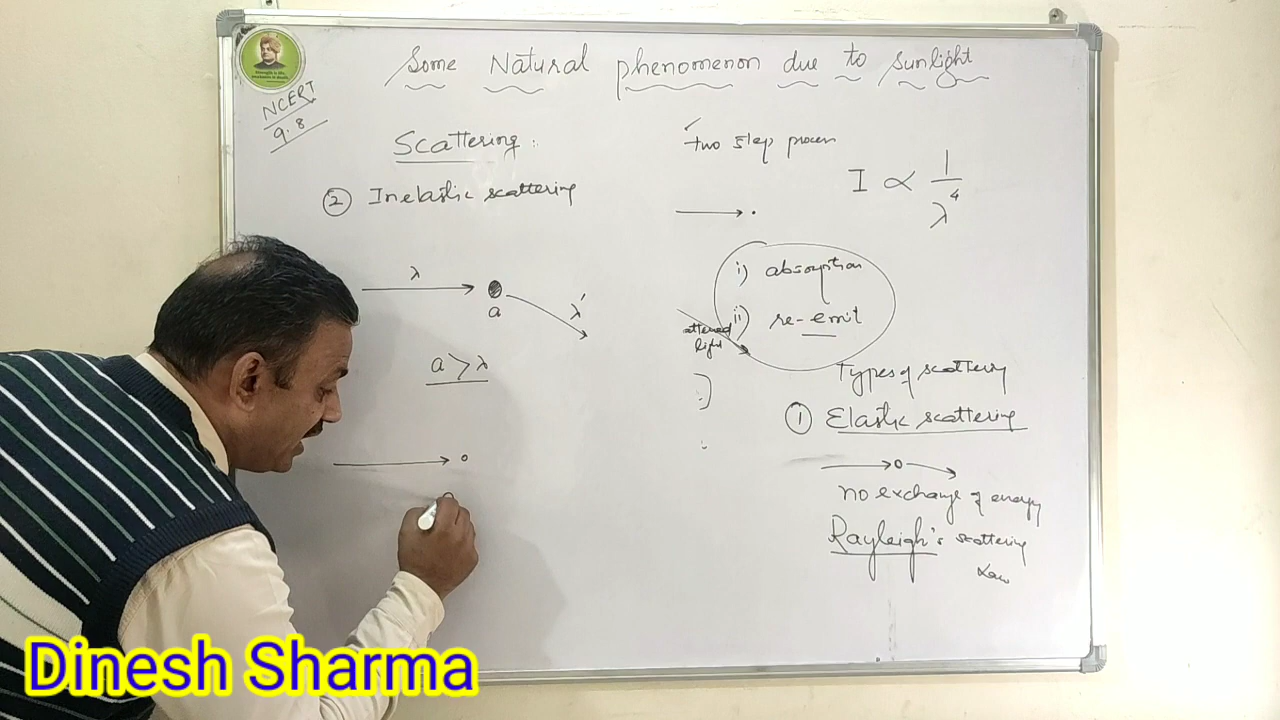 Some Natural phenomenon due to sunlight
NCERT
9.8
Scattering:
② Inelastic scattering
λ
a
λ'
a > λ
two step process
I ∝ 1/λ⁴
i) absorption
ii) re-emit
light
Types of scattering
① Elastic scattering
no exchange of energy
Rayleigh's scattering
Law
Dinesh Sharma